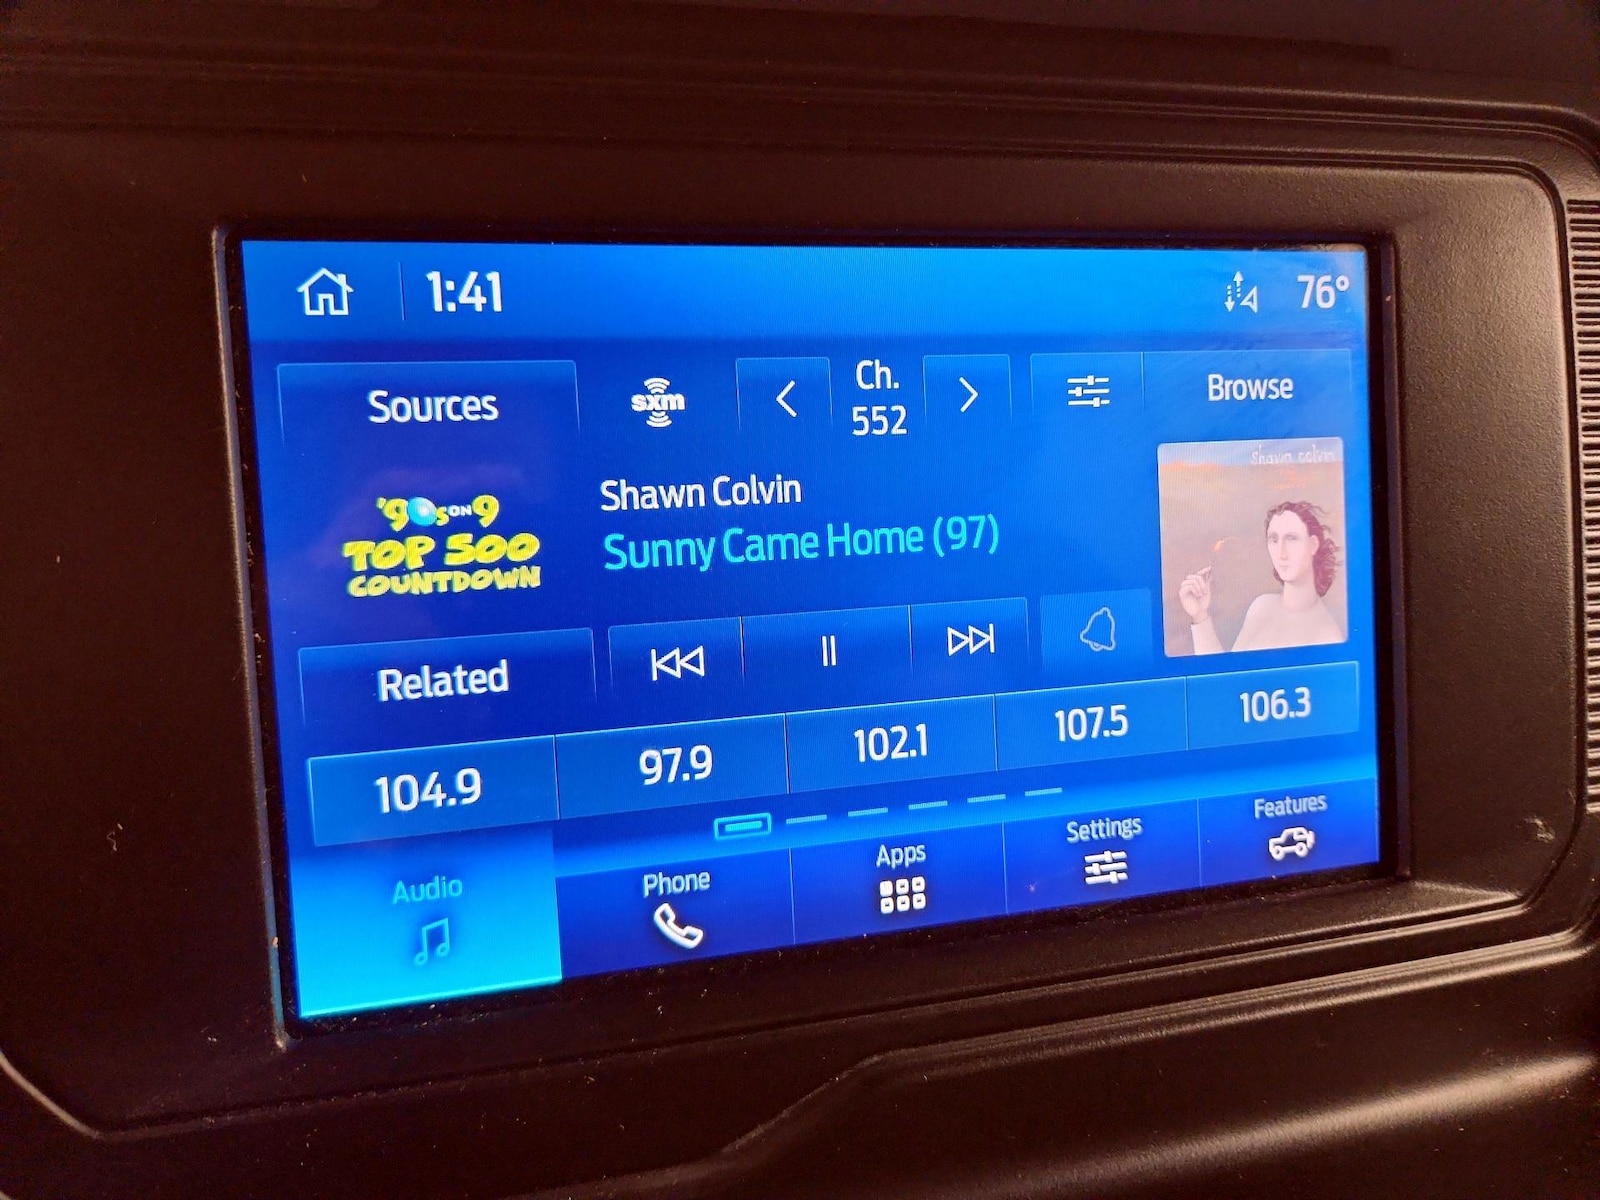 1:41
76°
Sources
sxm
Ch.
552
Browse
'90s ON 9
TOP 500
COUNTDOWN
Shawn Colvin
Sunny Came Home (97)
shawn colvin
Related
104.9
97.9
102.1
107.5
106.3
Audio
Phone
Apps
Settings
Features